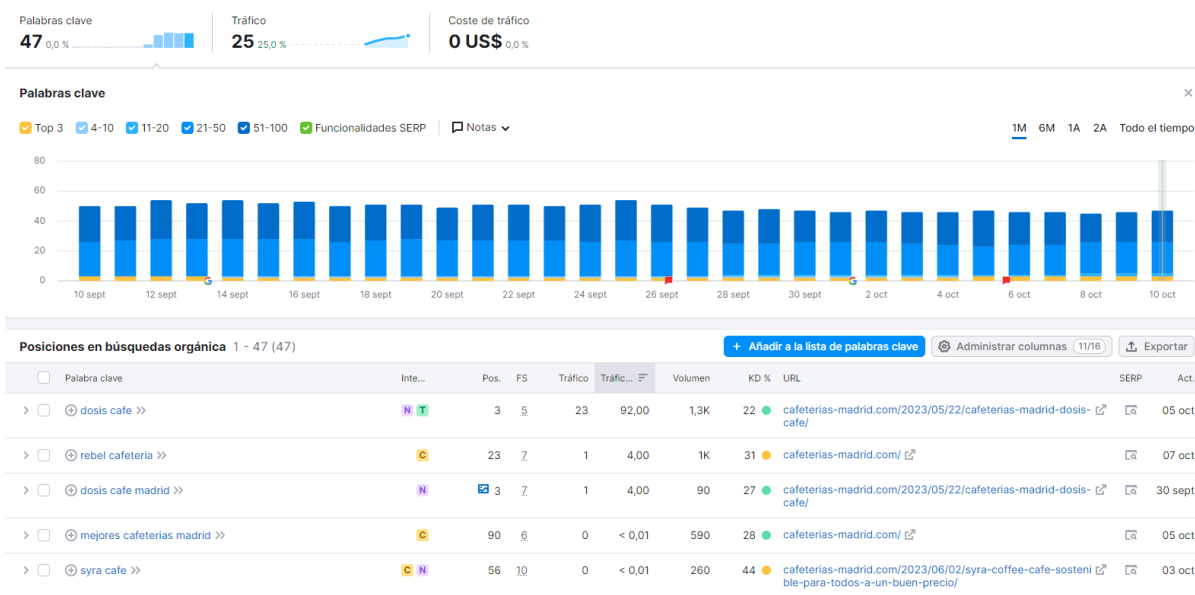 Palabras clave
47 0,0 %
Tráfico
25 25,0 %
Coste de tráfico
0 US$ 0,0 %
Palabras clave
Top 3 4-10 11-20 21-50 51-100 Funcionalidades SERP Notas
1M 6M 1A 2A Todo el tiempo
80
60
40
20
0
10 sept 12 sept 14 sept 16 sept 18 sept 20 sept 22 sept 24 sept 26 sept 28 sept 30 sept 2 oct 4 oct 6 oct 8 oct 10 oct
Posiciones en búsquedas orgánica 1 - 47 (47)
+ Añadir a la lista de palabras clave
Administrar columnas 11/16
Exportar
Palabra clave Inte... Pos. FS Tráfico Tráfic... Volumen KD % URL SERP Act.
dosis cafe N T 3 5 23 92,00 1,3K 22 cafeterias-madrid.com/2023/05/22/cafeterias-madrid-dosis- 05 oct
cafe/
rebel cafeteria C 23 7 1 4,00 1K 31 cafeterias-madrid.com/ 07 oct
dosis cafe madrid N 3 7 1 4,00 90 27 cafeterias-madrid.com/2023/05/22/cafeterias-madrid-dosis- 30 sept
cafe/
mejores cafeterias madrid C 90 6 0 < 0,01 590 28 cafeterias-madrid.com/ 05 oct
syra cafe C N 56 10 0 < 0,01 260 44 cafeterias-madrid.com/2023/06/02/syra-coffee-cafe-sosteni 03 oct
ble-para-todos-a-un-buen-precio/